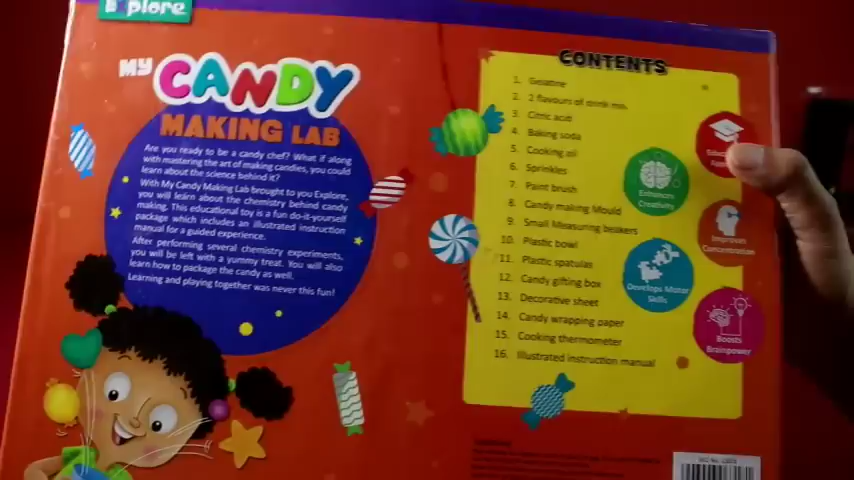 Explore
MY CANDY
MAKING LAB
Are you ready to be a candy chef? What if along
with mastering the art of making candies, you could
learn about the science behind it?
With My Candy Making Lab brought to you Explore,
you will learn about the chemistry behind candy
making. This educational toy is a fun do-it-yourself
package which includes an illustrated instruction
manual for a guided experience.
After performing several chemistry experiments,
you will be left with a yummy treat. You will also
learn how to package the candy as well.
Learning and playing together was never this fun!
CONTENTS
1. Gelatine
2. 2 flavours of drink mix
3. Citric acid
4. Baking soda
5. Cooking oil
6. Sprinkles
7. Paint brush
8. Candy making Mould
9. Small Measuring beakers
10. Plastic bowl
11. Plastic spatulas
12. Candy gifting box
13. Decorative sheet
14. Candy wrapping paper
15. Cooking thermometer
16. Illustrated instruction manual
Enhances
Creativity
Improves
Concentration
Develops Motor
Skills
Boosts
Brainpower